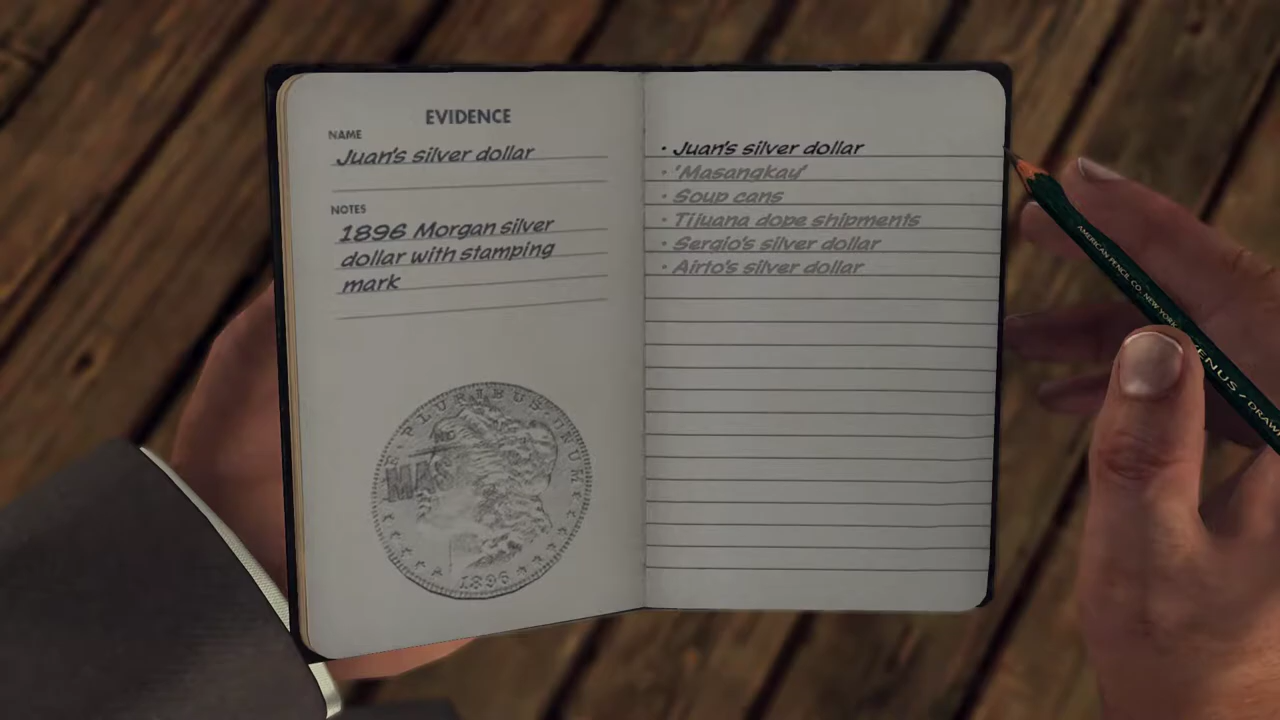 EVIDENCE
NAME
Juan's silver dollar
NOTES
1896 Morgan silver
dollar with stamping
mark
PLURIBUS UNUM
MAS
1896
• Juan's silver dollar
• 'Masangkay'
• Soup cans
• Tijuana dope shipments
• Sergio's silver dollar
• Airto's silver dollar
AMERICAN PENCIL CO. NEW YORK
VENUS